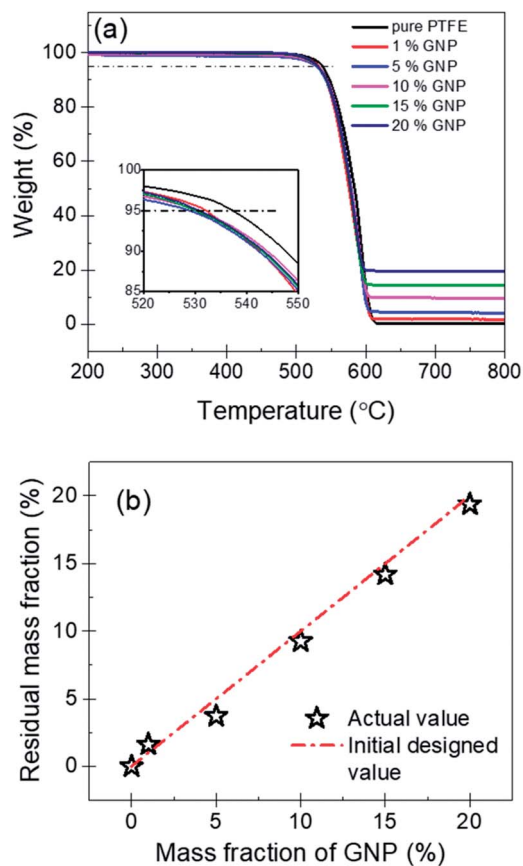 (a)
pure PTFE
1 % GNP
5 % GNP
10 % GNP
15 % GNP
20 % GNP
100
80
60
40
20
0
Weight (%)
100
95
90
85
520 530 540 550
200 300 400 500 600 700 800
Temperature (°C)
(b)
20
15
10
5
0
Residual mass fraction (%)
Actual value
Initial designed
value
0 5 10 15 20
Mass fraction of GNP (%)